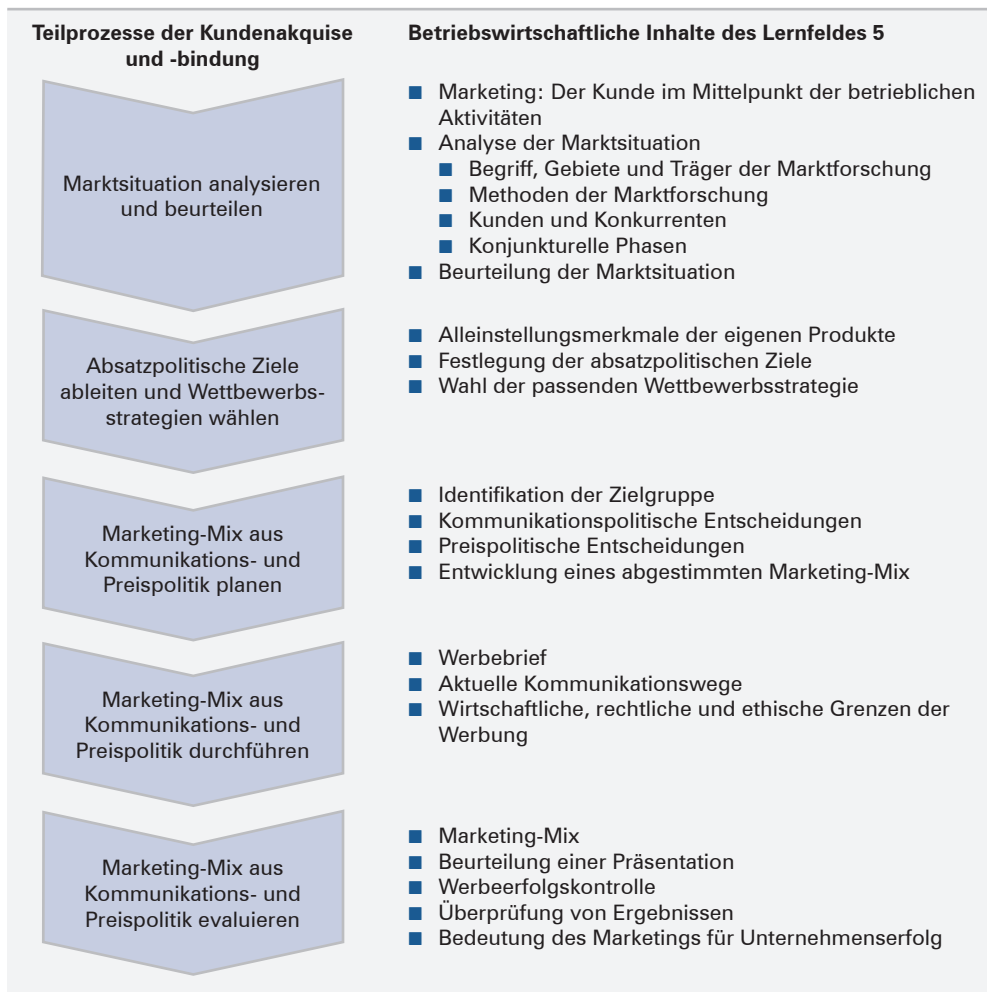 Teilprozesse der Kundenakquise
und -bindung
Betriebswirtschaftliche Inhalte des Lernfeldes 5
Marktsituation analysieren
und beurteilen
■ Marketing: Der Kunde im Mittelpunkt der betrieblichen
Aktivitäten
■ Analyse der Marktsituation
■ Begriff, Gebiete und Träger der Marktforschung
■ Methoden der Marktforschung
■ Kunden und Konkurrenten
■ Konjunkturelle Phasen
■ Beurteilung der Marktsituation
Absatzpolitische Ziele
ableiten und Wettbewerbs-
strategien wählen
■ Alleinstellungsmerkmale der eigenen Produkte
■ Festlegung der absatzpolitischen Ziele
■ Wahl der passenden Wettbewerbsstrategie
Marketing-Mix aus
Kommunikations- und
Preispolitik planen
■ Identifikation der Zielgruppe
■ Kommunikationspolitische Entscheidungen
■ Preispolitische Entscheidungen
■ Entwicklung eines abgestimmten Marketing-Mix
Marketing-Mix aus
Kommunikations- und
Preispolitik durchführen
■ Werbebrief
■ Aktuelle Kommunikationswege
■ Wirtschaftliche, rechtliche und ethische Grenzen der
Werbung
Marketing-Mix aus
Kommunikations- und
Preispolitik evaluieren
■ Marketing-Mix
■ Beurteilung einer Präsentation
■ Werbeerfolgskontrolle
■ Überprüfung von Ergebnissen
■ Bedeutung des Marketings für Unternehmenserfolg